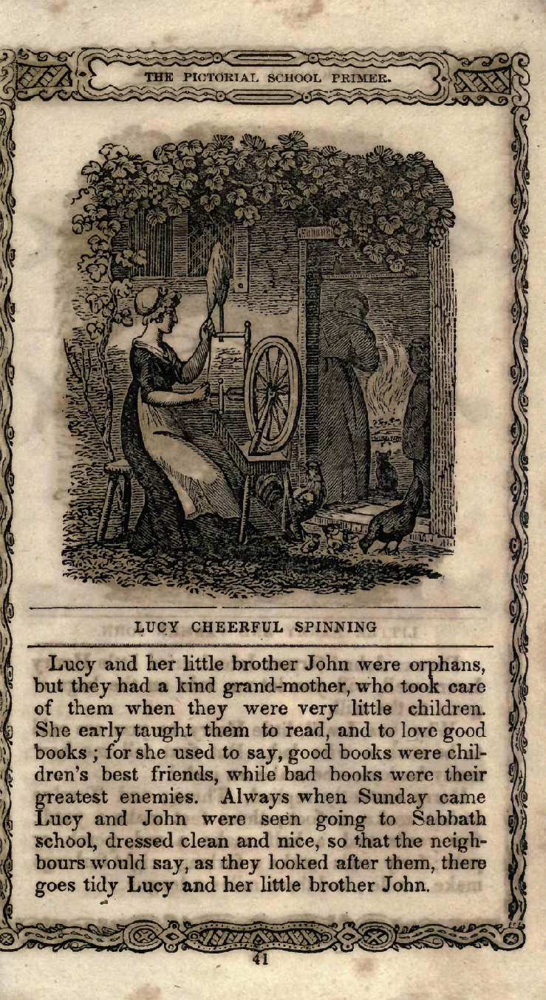 THE PICTORIAL SCHOOL PRIMER.
LUCY CHEERFUL SPINNING
Lucy and her little brother John were orphans,
but they had a kind grand-mother, who took care
of them when they were very little children.
She early taught them to read, and to love good
books ; for she used to say, good books were chil-
dren's best friends, while bad books were their
greatest enemies. Always when Sunday came
Lucy and John were seen going to Sabbath
school, dressed clean and nice, so that the neigh-
bours would say, as they looked after them, there
goes tidy Lucy and her little brother John.
41